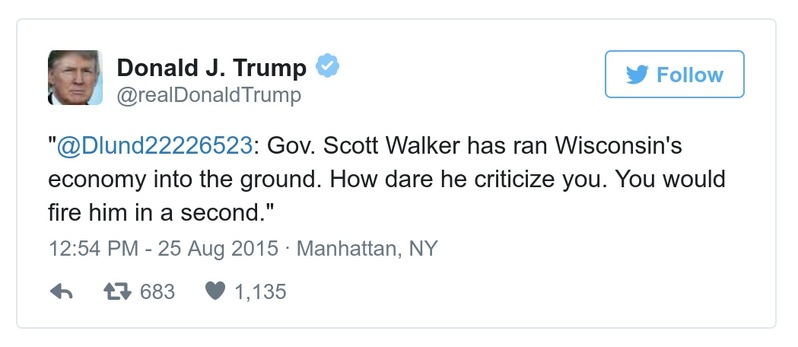 Donald J. Trump
Follow
@realDonaldTrump
"@Dlund22226523: Gov. Scott Walker has ran Wisconsin's
economy into the ground. How dare he criticize you. You would
fire him in a second."
12:54 PM - 25 Aug 2015 · Manhattan, NY
683 1,135